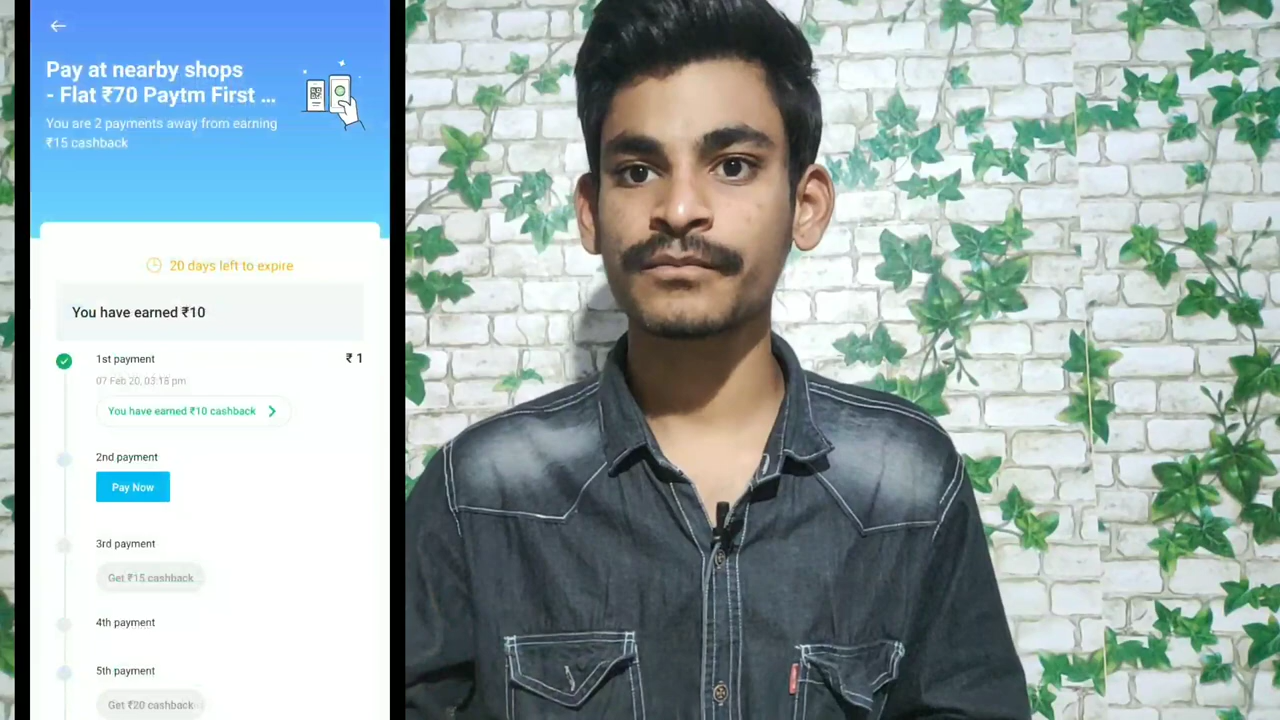 Pay at nearby shops
- Flat ₹70 Paytm First ...
You are 2 payments away from earning
₹15 cashback
20 days left to expire
You have earned ₹10
1st payment
₹ 1
07 Feb 20, 03:18 pm
You have earned ₹10 cashback
2nd payment
Pay Now
3rd payment
Get ₹15 cashback
4th payment
5th payment
Get ₹20 cashback